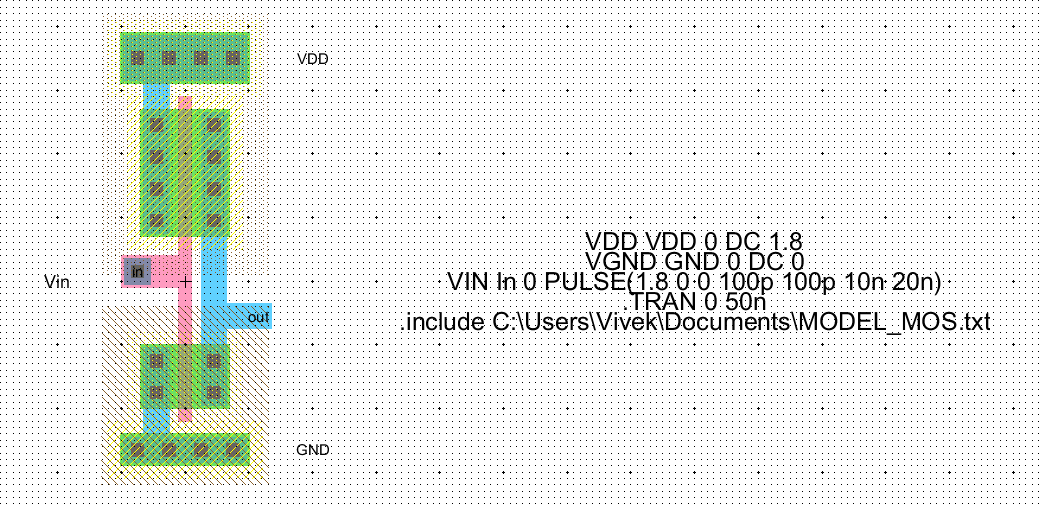 VDD
in
Vin
out
GND
VDD VDD 0 DC 1.8
VGND GND 0 DC 0
VIN In 0 PULSE(1.8 0 0 100p 100p 10n 20n)
.TRAN 0 50n
.include C:\Users\Vivek\Documents\MODEL_MOS.txt